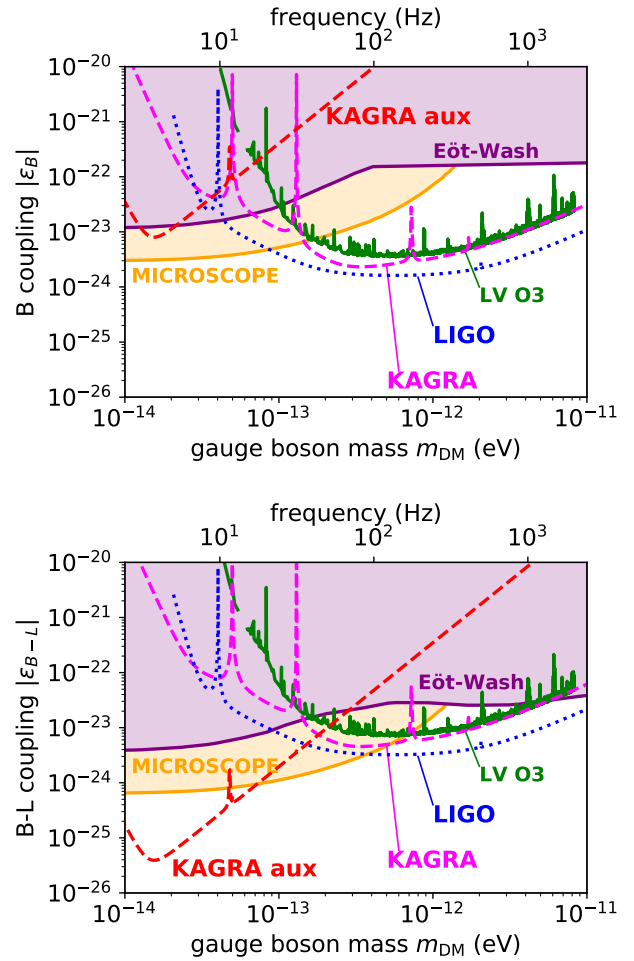 frequency (Hz)
10¹ 10² 10³
10⁻²⁰
10⁻²¹
10⁻²²
10⁻²³
10⁻²⁴
10⁻²⁵
10⁻²⁶
B coupling |εB|
KAGRA aux
Eöt-Wash
MICROSCOPE
LV O3
LIGO
KAGRA
10⁻¹⁴ 10⁻¹³ 10⁻¹² 10⁻¹¹
gauge boson mass mDM (eV)
frequency (Hz)
10¹ 10² 10³
10⁻²⁰
10⁻²¹
10⁻²²
10⁻²³
10⁻²⁴
10⁻²⁵
10⁻²⁶
B-L coupling |εB−L|
Eöt-Wash
MICROSCOPE
LV O3
LIGO
KAGRA
KAGRA aux
10⁻¹⁴ 10⁻¹³ 10⁻¹² 10⁻¹¹
gauge boson mass mDM (eV)